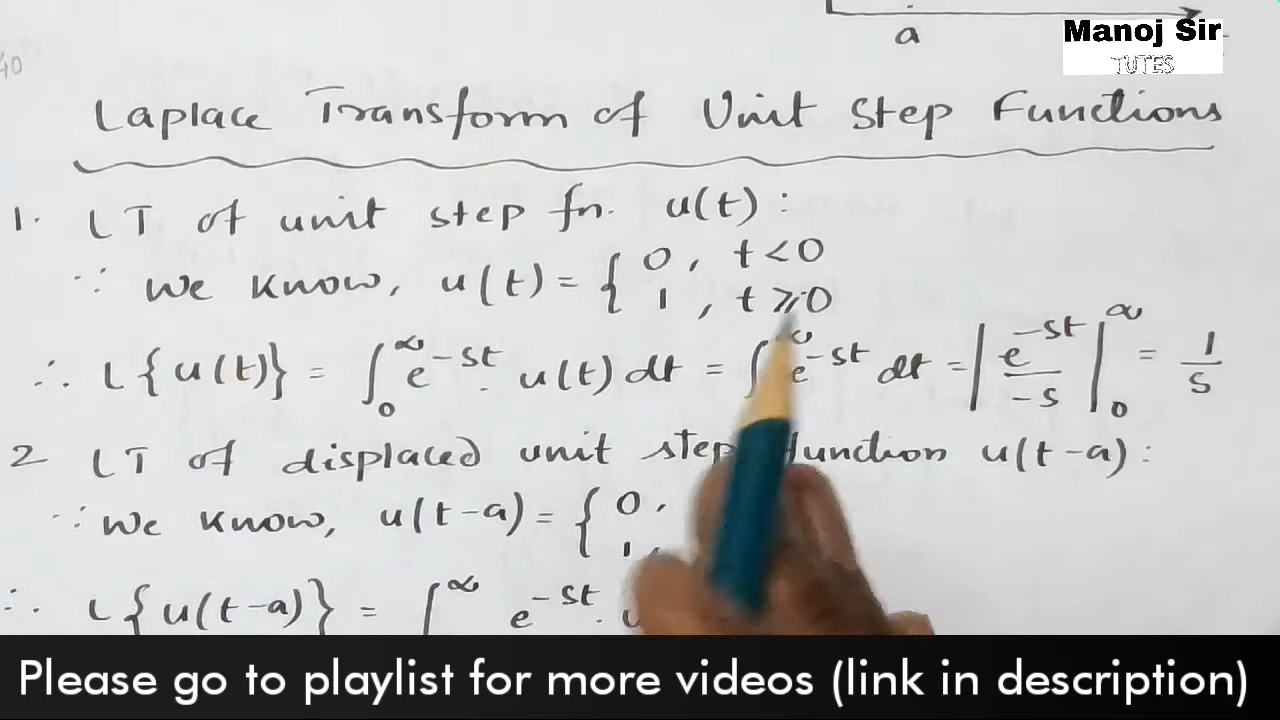 a
Manoj Sir
TUTES
40
Laplace Transform of Unit Step Functions
1. LT of unit step fn. u(t) :
∵ We know, u(t) = { 0, t < 0
1, t ⩾ 0
∴ L{u(t)} = ∫₀^∞ e^-st . u(t) dt = ∫ e^-st dt = | e^-st / -s |₀^∞ = 1/s
2 LT of displaced unit step function u(t-a) :
∵ We know, u(t-a) = { 0,
1,
∴ L{u(t-a)} = ∫^∞ e^-st . u
Please go to playlist for more videos (link in description)